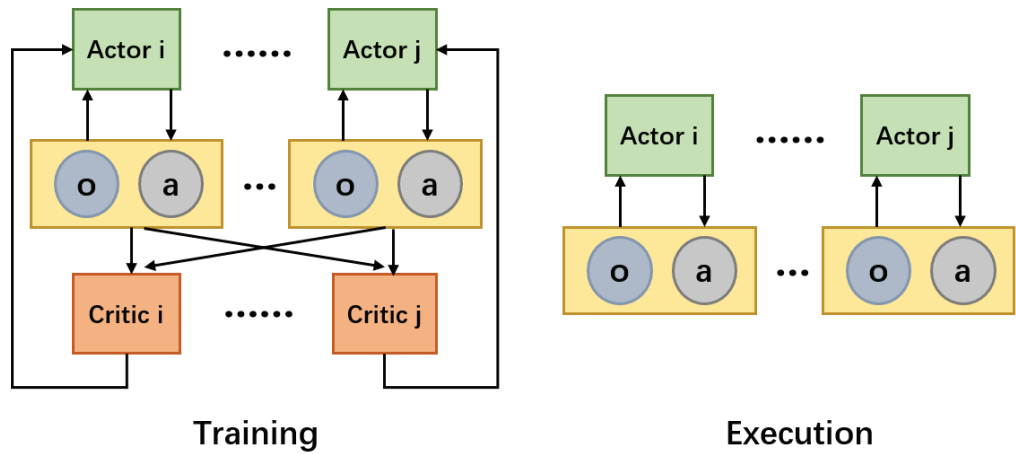 Actor i ...... Actor j
o a ... o a
Critic i ...... Critic j
Training
Actor i ...... Actor j
o a ... o a
Execution